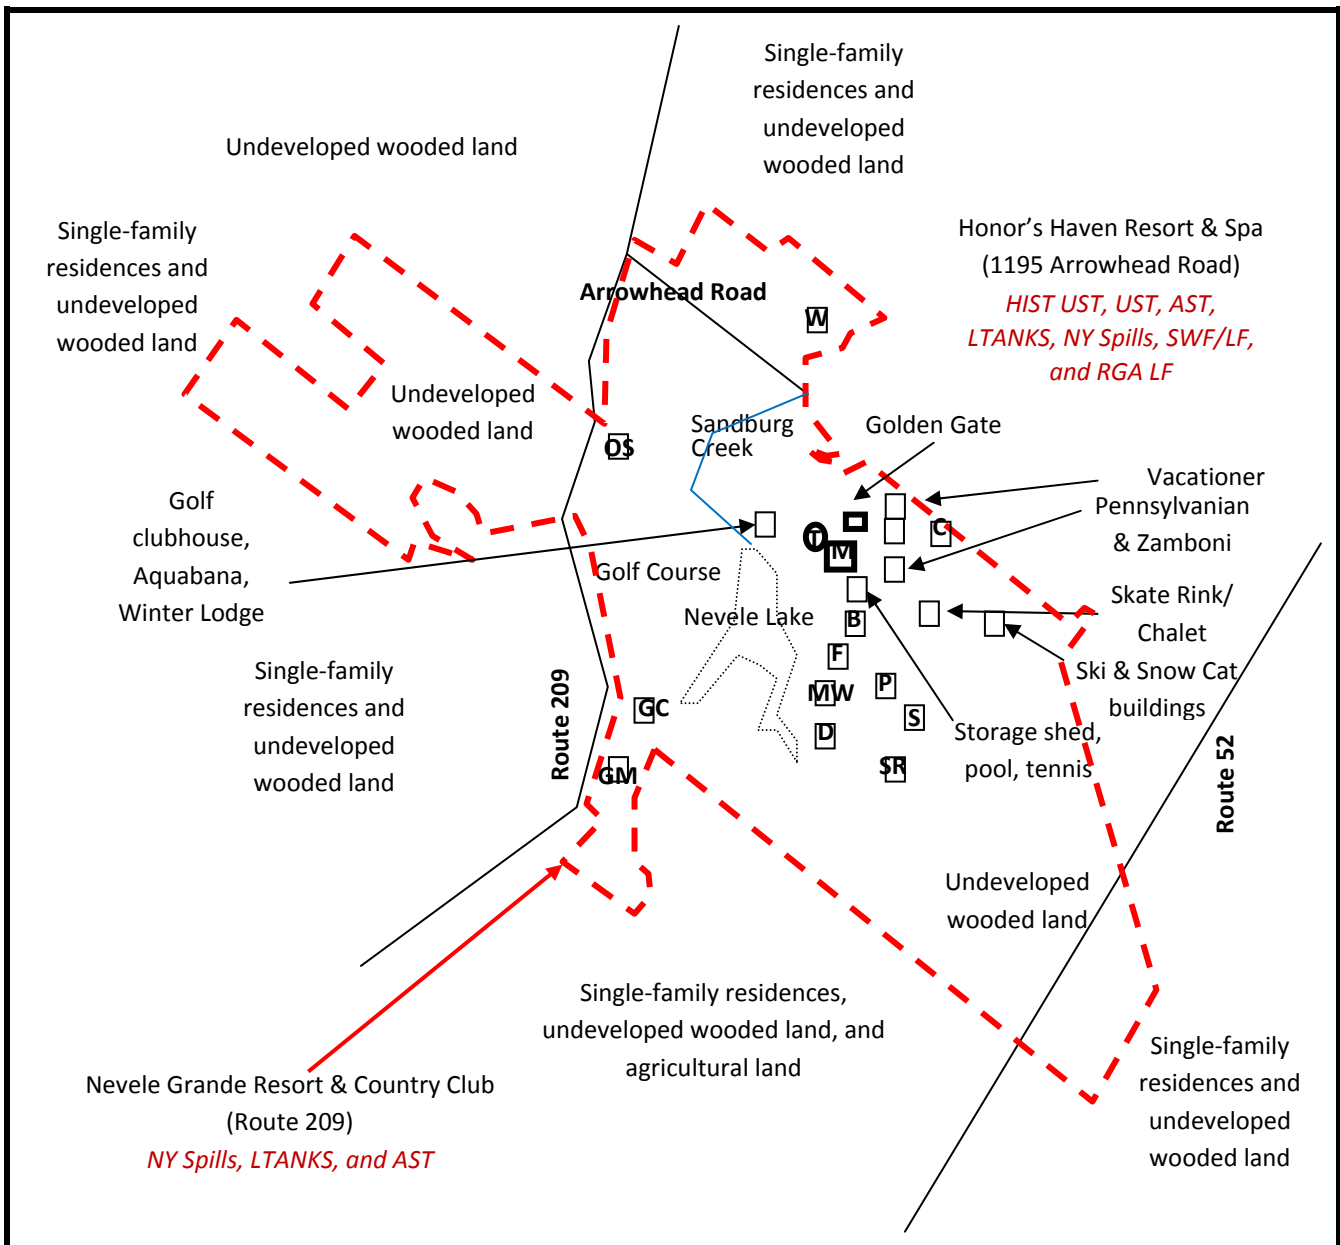 Single-family
residences and
undeveloped
wooded land
Undeveloped wooded land
Single-family
residences and
undeveloped
wooded land
Honor’s Haven Resort & Spa
(1195 Arrowhead Road)
HIST UST, UST, AST,
LTANKS, NY Spills, SWF/LF,
and RGA LF
Arrowhead Road
W
Undeveloped
wooded land
Sandburg
Creek
Golden Gate
OS
Vacationer
Pennsylvanian
& Zamboni
Golf
clubhouse,
Aquabana,
Winter Lodge
C
T
M
Golf Course
Nevele Lake
B
Skate Rink/
Chalet
F
Ski & Snow Cat
buildings
Single-family
residences and
undeveloped
wooded land
Route 209
GC
MW
P
S
D
Storage shed,
pool, tennis
GM
SR
Route 52
Undeveloped
wooded land
Single-family residences,
undeveloped wooded land, and
agricultural land
Single-family
residences and
undeveloped
wooded land
Nevele Grande Resort & Country Club
(Route 209)
NY Spills, LTANKS, and AST